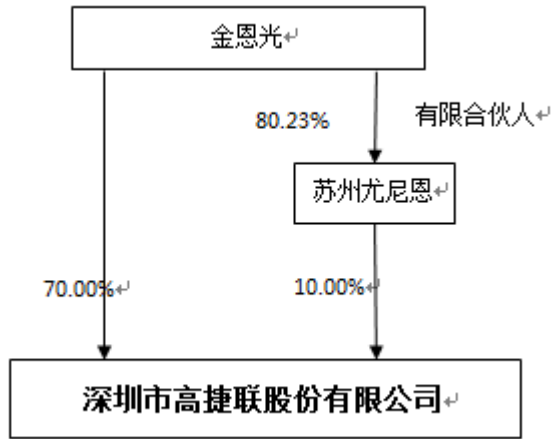 金恩光
80.23%
有限合伙人
苏州尤尼恩
70.00%
10.00%
深圳市高捷联股份有限公司